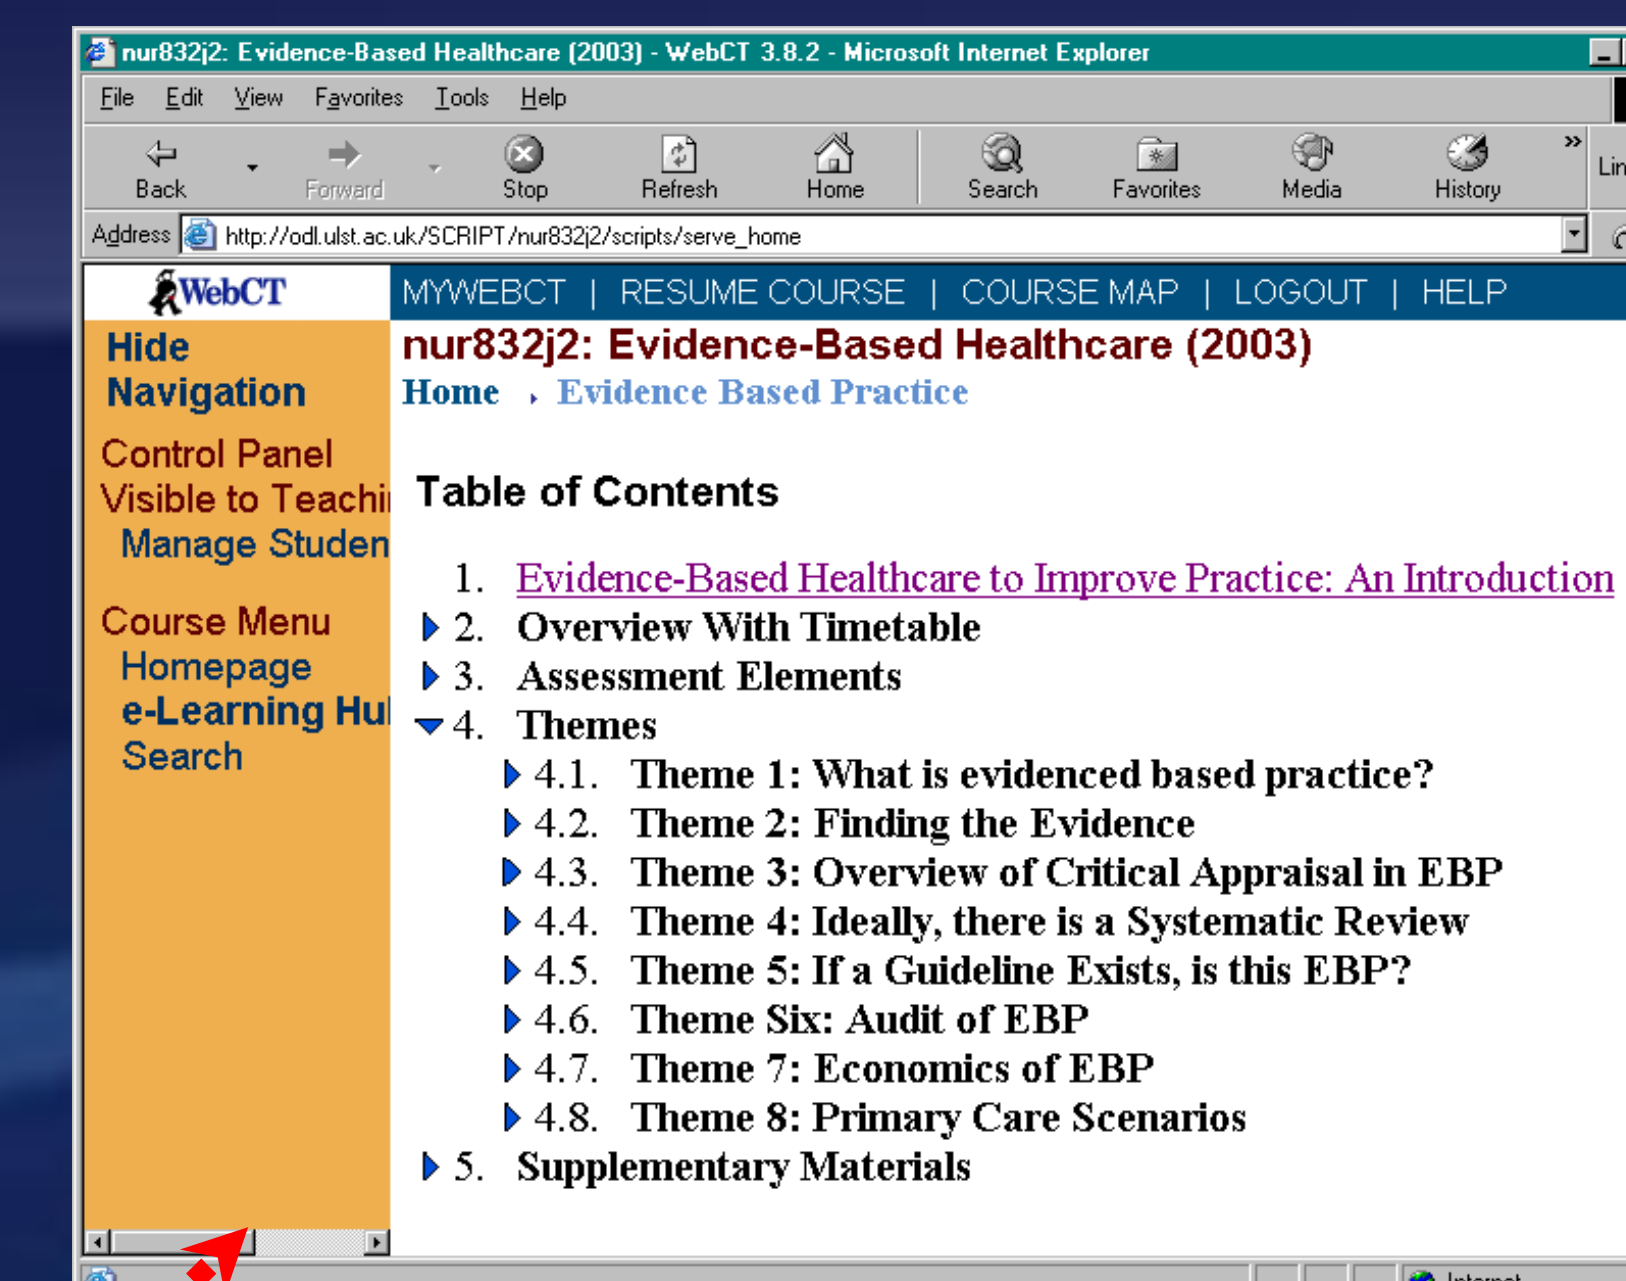 nur832j2: Evidence-Based Healthcare (2003) - WebCT 3.8.2 - Microsoft Internet Explorer
File Edit View Favorites Tools Help
Back Forward Stop Refresh Home Search Favorites Media History »
Address http://odl.ulst.ac.uk/SCRIPT/nur832j2/scripts/serve_home
WebCT
MYWEBCT | RESUME COURSE | COURSE MAP | LOGOUT | HELP
Hide
Navigation
Control Panel
Visible to Teachi
Manage Studen
Course Menu
Homepage
e-Learning Hu
Search
nur832j2: Evidence-Based Healthcare (2003)
Home Evidence Based Practice
Table of Contents
1. Evidence-Based Healthcare to Improve Practice: An Introduction
2. Overview With Timetable
3. Assessment Elements
4. Themes
4.1. Theme 1: What is evidenced based practice?
4.2. Theme 2: Finding the Evidence
4.3. Theme 3: Overview of Critical Appraisal in EBP
4.4. Theme 4: Ideally, there is a Systematic Review
4.5. Theme 5: If a Guideline Exists, is this EBP?
4.6. Theme Six: Audit of EBP
4.7. Theme 7: Economics of EBP
4.8. Theme 8: Primary Care Scenarios
5. Supplementary Materials